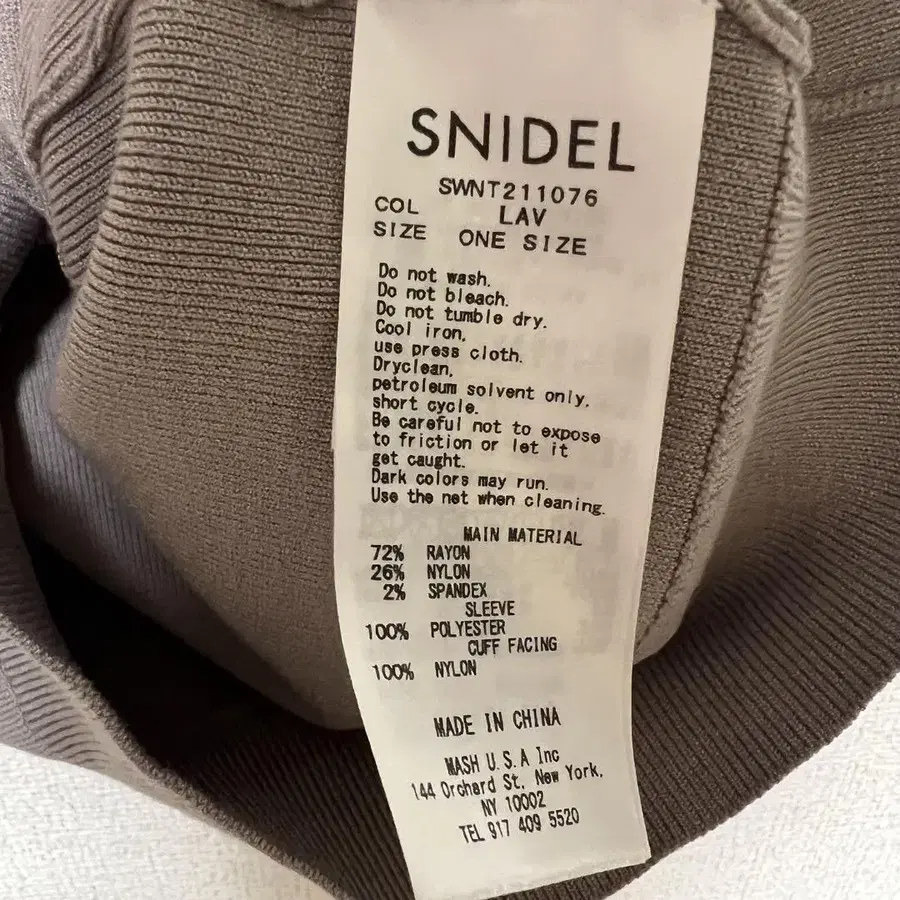 SNIDEL
SWNT211076
COL LAV
SIZE ONE SIZE
Do not wash.
Do not bleach.
Do not tumble dry.
Cool iron,
use press cloth.
Dryclean,
petroleum solvent only,
short cycle.
Be careful not to expose
to friction or let it
get caught.
Dark colors may run.
Use the net when cleaning.
MAIN MATERIAL
72% RAYON
26% NYLON
2% SPANDEX
SLEEVE
100% POLYESTER
CUFF FACING
100% NYLON
MADE IN CHINA
MASH U.S.A Inc
144 Orchard St. New York,
NY 10002
TEL 917 409 5520